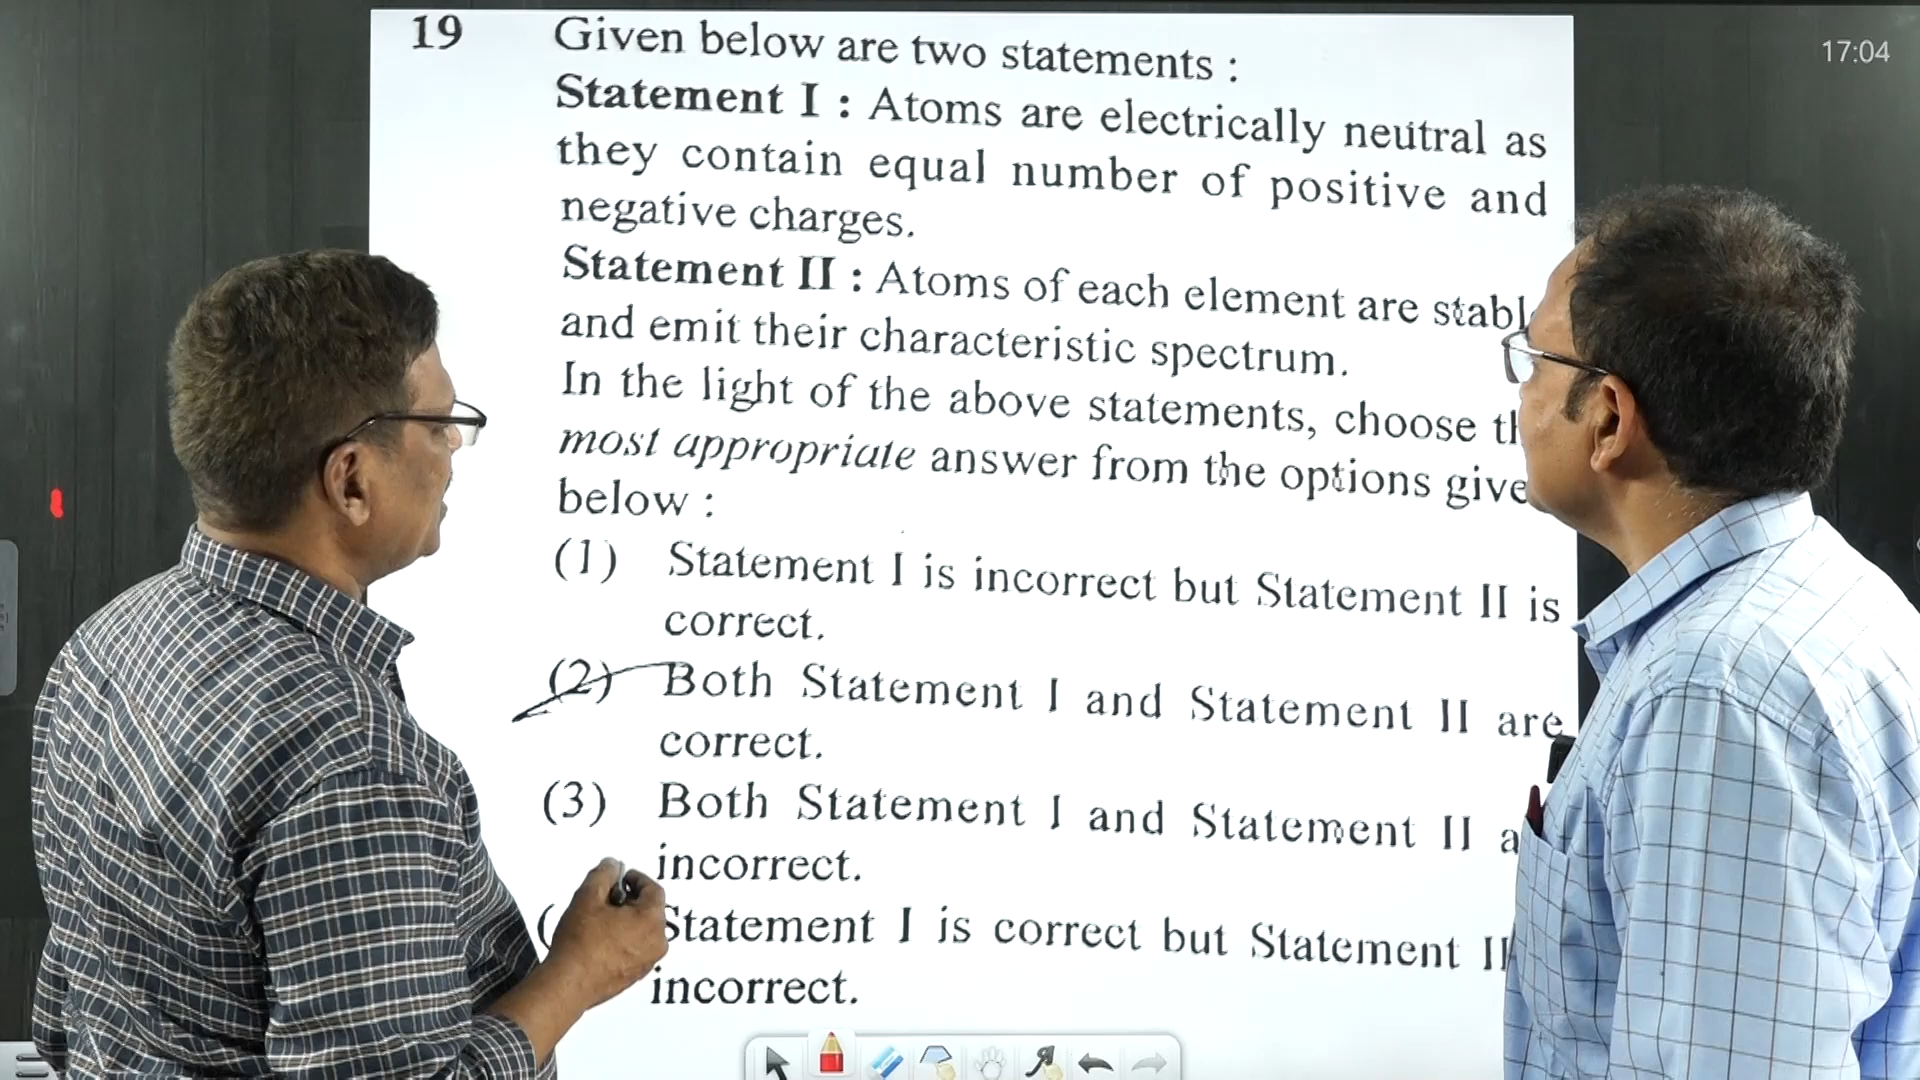 17:04
19 Given below are two statements :
Statement I : Atoms are electrically neutral as
they contain equal number of positive and
negative charges.
Statement II : Atoms of each element are
and emit their characteristic spectrum.
In the light of the above statements, choose
most appropriate answer from the options
below :
(1) Statement I is incorrect but Statement II is
correct.
(2) Both Statement I and Statement II are
correct.
(3) Both Statement I and Statement II
incorrect.
Statement I is correct but Statement II
incorrect.